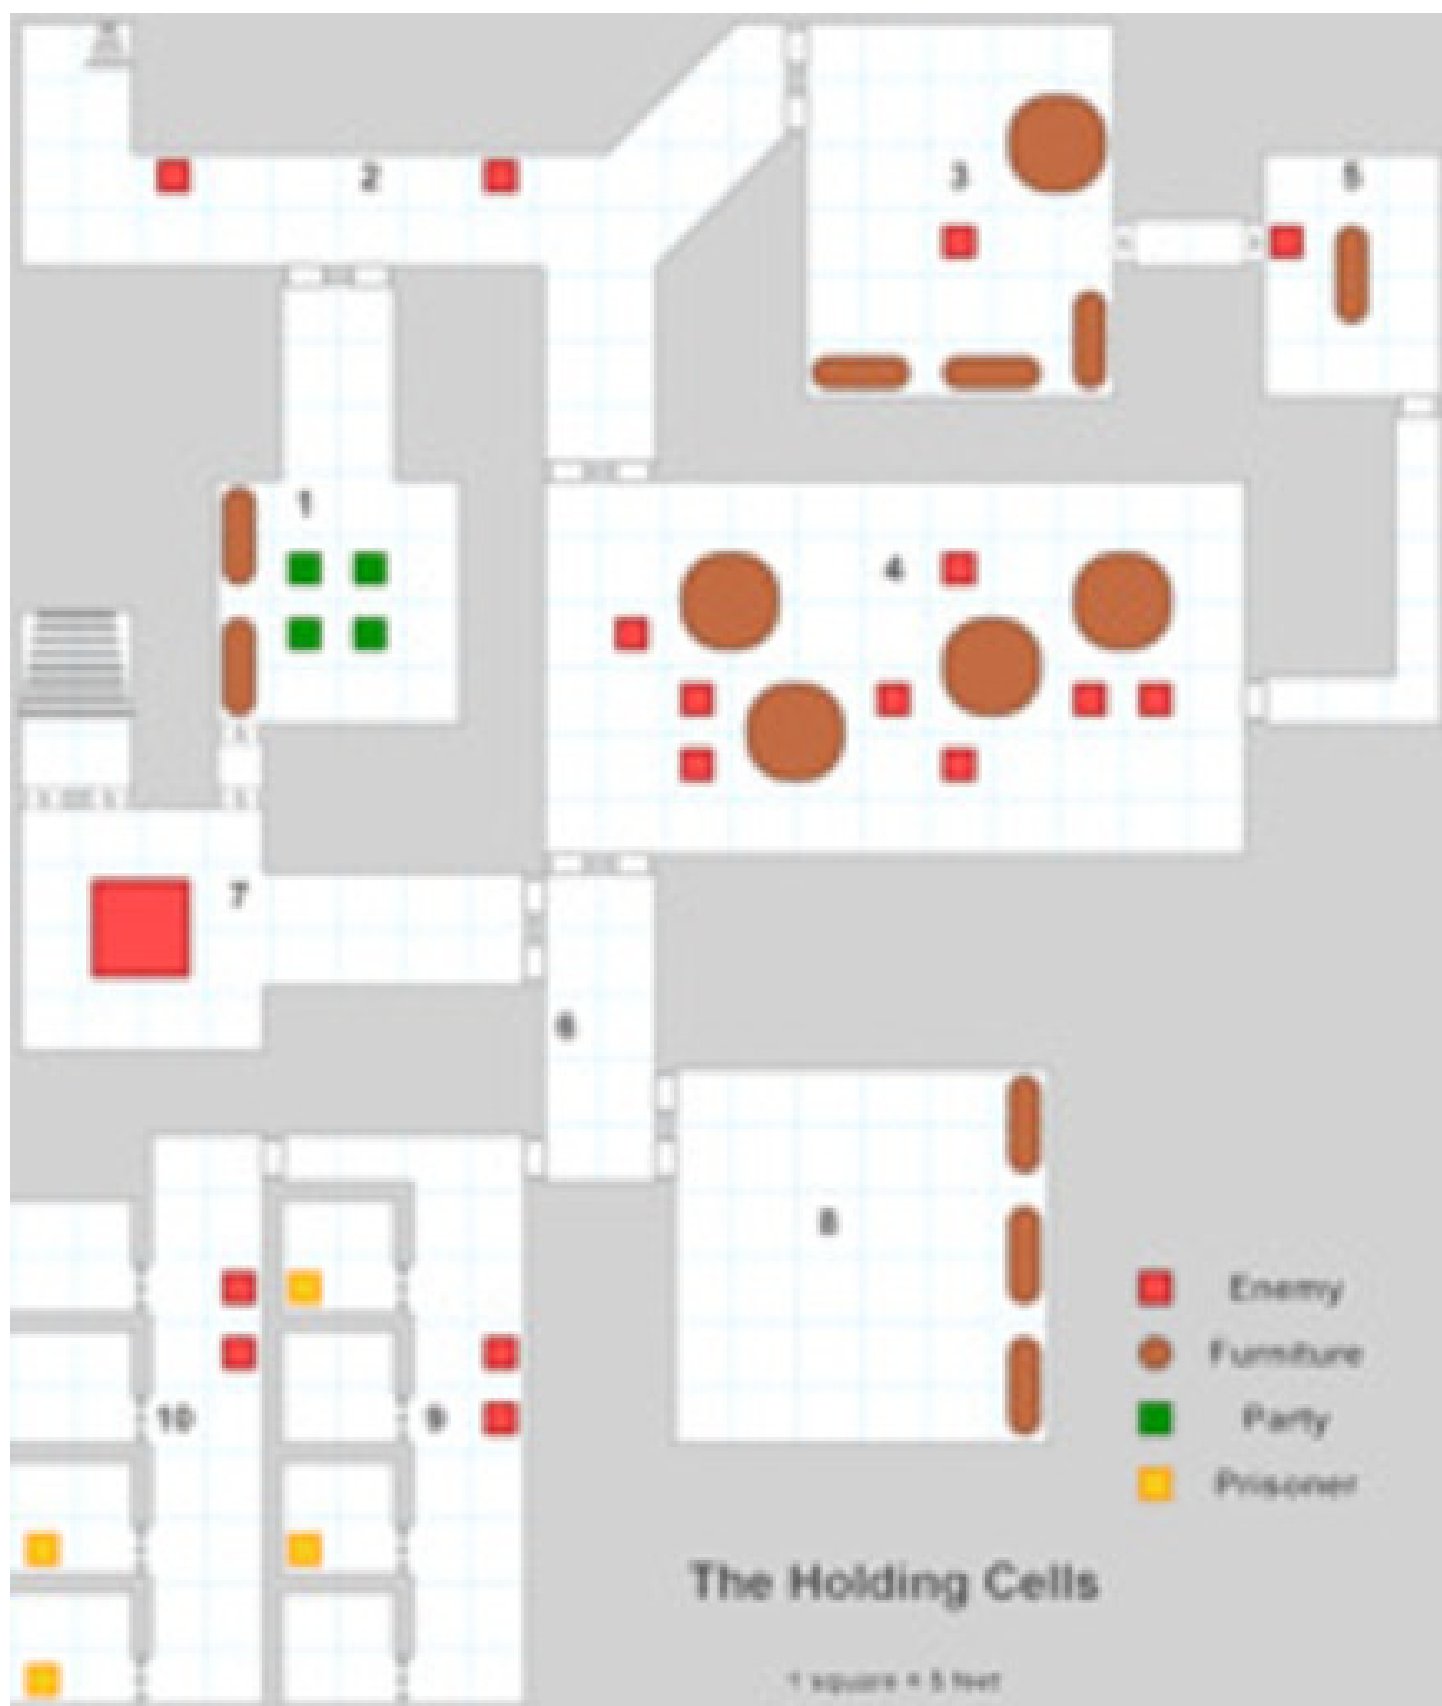 2
3
5
1
4
7
6
8
Enemy
Furniture
10
9
Party
Prisoner
The Holding Cells
1 square = 5 feet